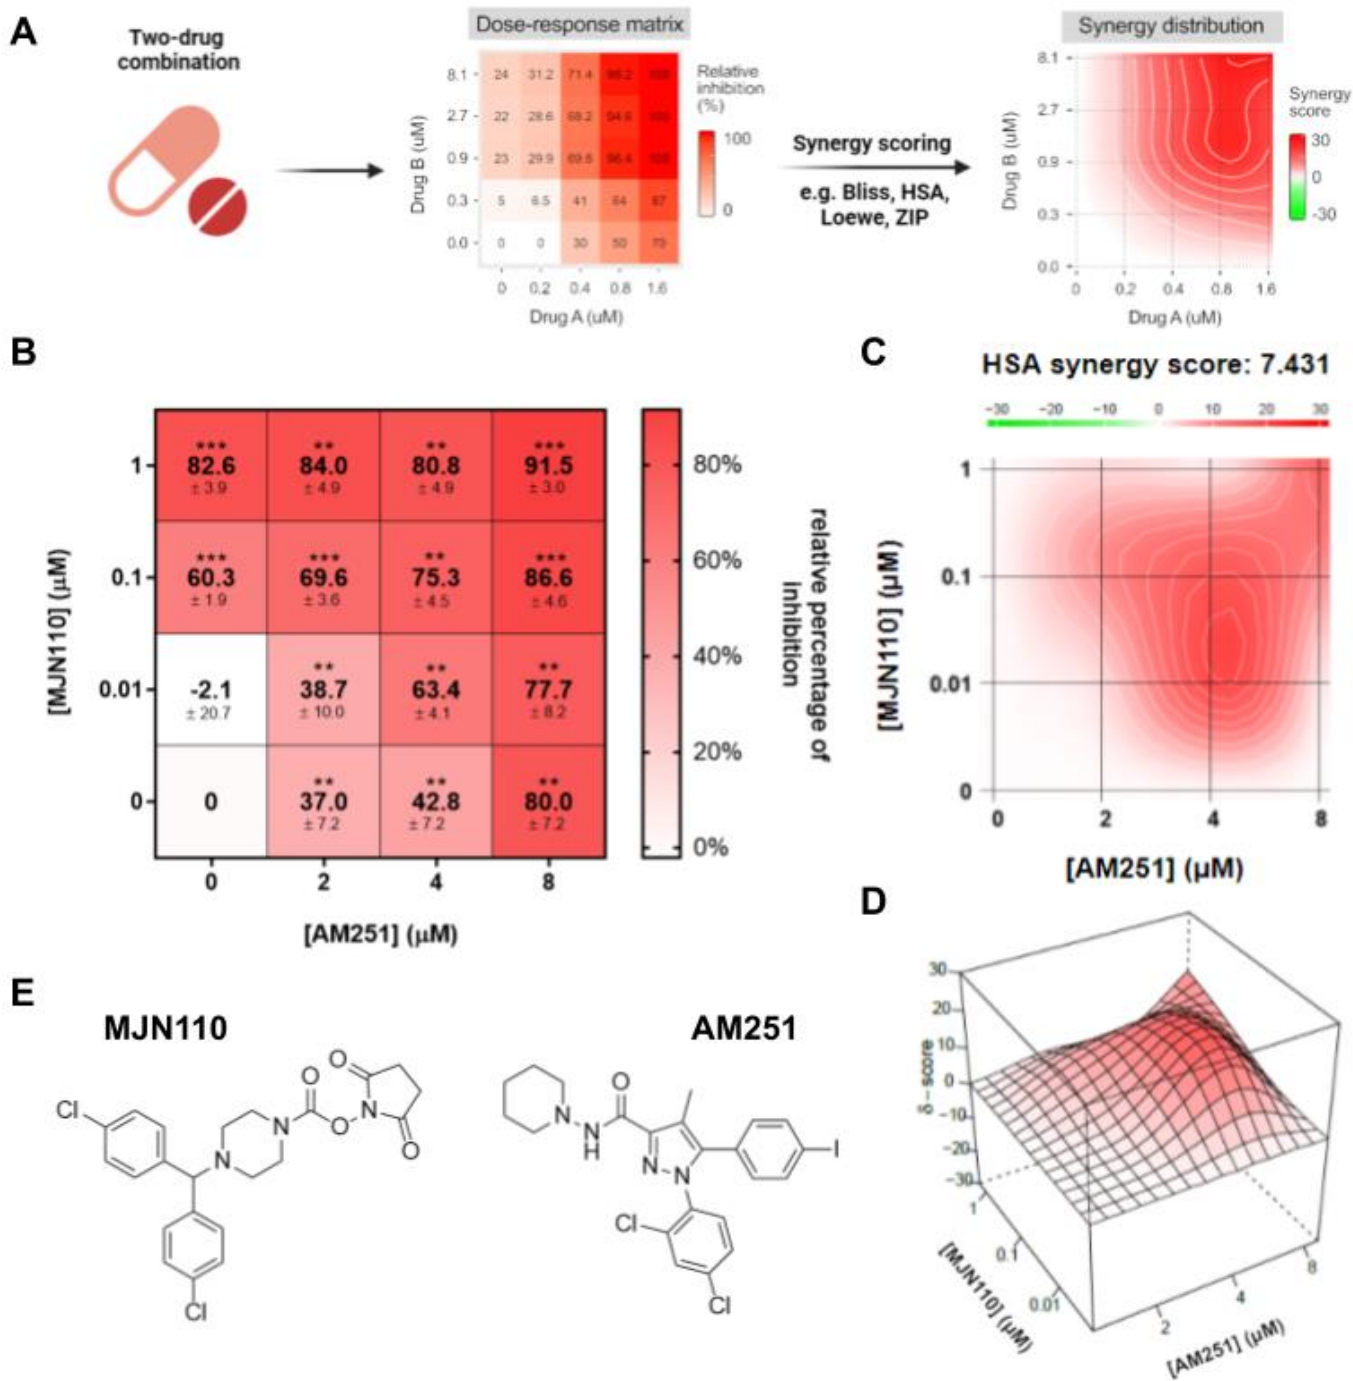 A
Two-drug
combination
Dose-response matrix
8.1
24 31.2 71.4 95.2 100
2.7
22 28.6 68.2 94.6 100
0.9
23 29.9 69.8 96.4 100
0.3
5 6.5 41 64 87
0.0
0 0 30 50 70
0 0.2 0.4 0.8 1.6
Drug A (uM)
Drug B (uM)
Relative
inhibition
(%)
100
0
Synergy scoring
e.g. Bliss, HSA,
Loewe, ZIP
Synergy distribution
8.1
2.7
0.9
0.3
0.0
0 0.2 0.4 0.8 1.6
Drug A (uM)
Drug B (uM)
Synergy
score
30
0
-30
B
[MJN110] (μM)
1
*** ** ** ***
82.6 84.0 80.8 91.5
± 3.9 ± 4.9 ± 4.9 ± 3.0
0.1
*** *** ** ***
60.3 69.6 75.3 86.6
± 1.9 ± 3.6 ± 4.5 ± 4.6
0.01
** ** **
-2.1 38.7 63.4 77.7
± 20.7 ± 10.0 ± 4.1 ± 8.2
0
** ** **
0 37.0 42.8 80.0
± 7.2 ± 7.2 ± 7.2
0 2 4 8
[AM251] (μM)
80%
60%
40%
20%
0%
relative percentage of
inhibition
C
HSA synergy score: 7.431
-30 -20 -10 0 10 20 30
[MJN110] (μM)
1
0.1
0.01
0
0 2 4 8
[AM251] (μM)
D
δ – score
30
20
10
0
-10
-20
-30
1
0.1
0.01
[MJN110] (μM)
2
4
8
[AM251] (μM)
E
MJN110
Cl
N
N
O
O
O
N
O
Cl
AM251
N
N
H
O
N
N
I
Cl
Cl